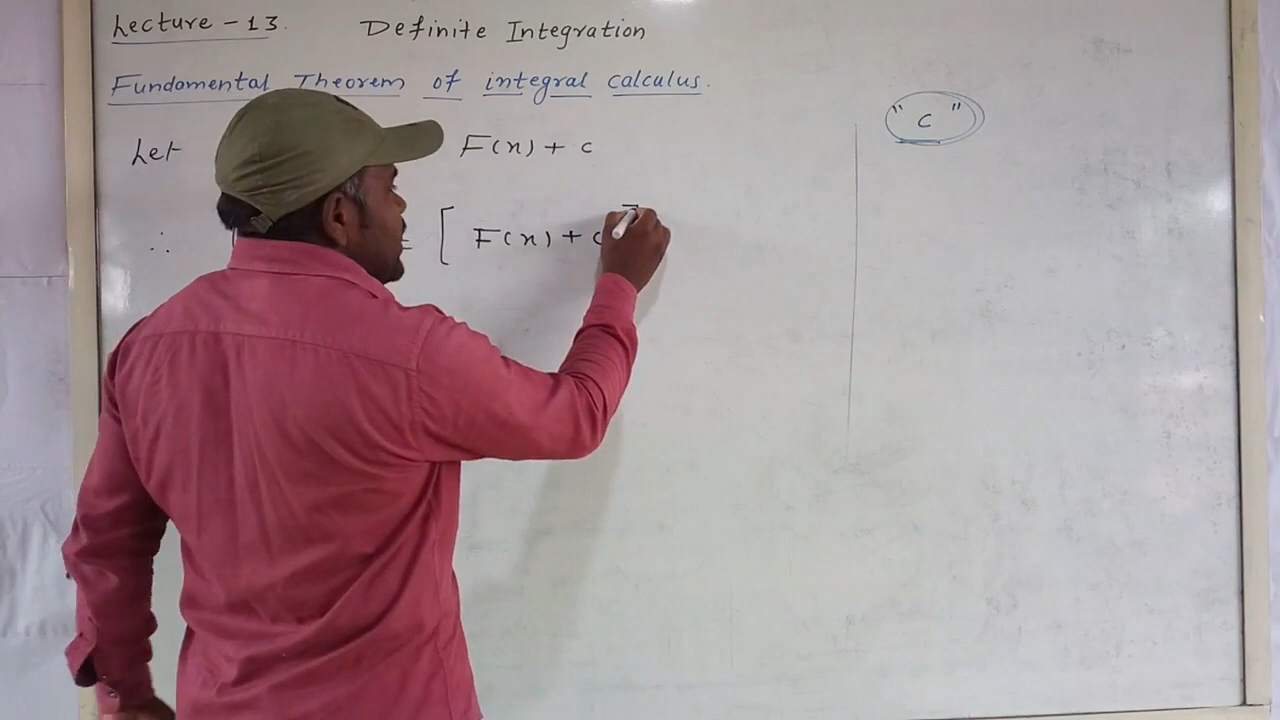 Lecture - 13. Definite Integration
Fundamental Theorem of integral calculus.
" c "
Let F(x) + c
∴ = [ F(x) + c ]